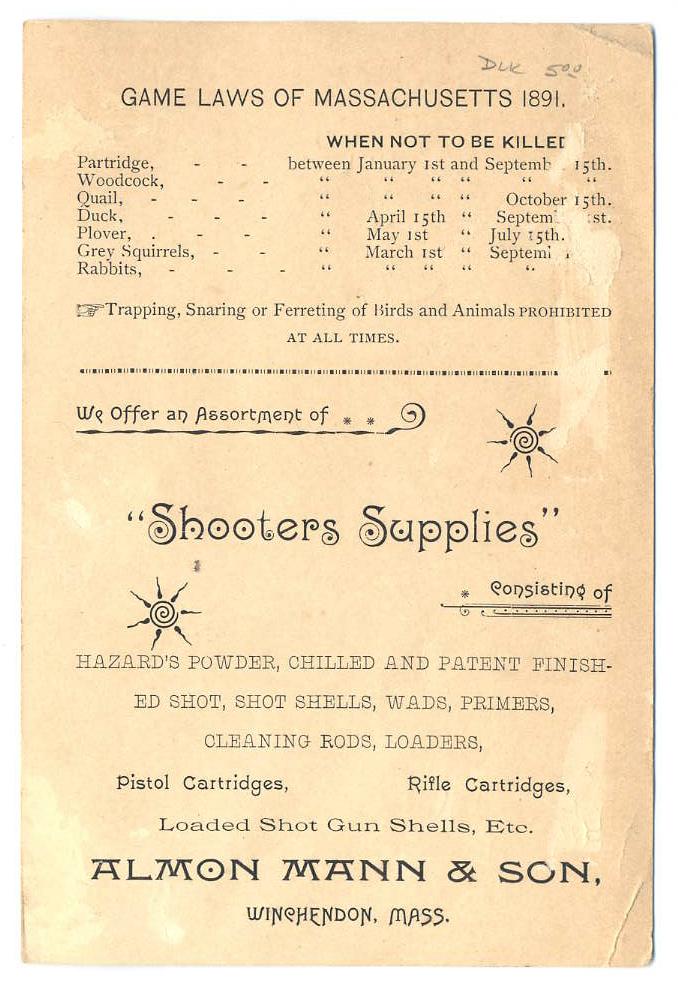 DLK 5.00
GAME LAWS OF MASSACHUSETTS 1891.
WHEN NOT TO BE KILLED
Partridge, - - between January 1st and Septemb 15th.
Woodcock, - - “ “ “ “ “ “
Quail, - - - “ “ “ “ October 15th.
Duck, - - - “ April 15th “ Septem st.
Plover, . - - “ May 1st “ July 15th.
Grey Squirrels, - - “ March 1st “ Septem 1
Rabbits, - - - “ “ “ “ “
☞Trapping, Snaring or Ferreting of Birds and Animals PROHIBITED
AT ALL TIMES.
We Offer an Assortment of * *
“Shooters Supplies”
* Consisting of
HAZARD'S POWDER, CHILLED AND PATENT FINISH-
ED SHOT, SHOT SHELLS, WADS, PRIMERS,
CLEANING RODS, LOADERS,
Pistol Cartridges, Rifle Cartridges,
Loaded Shot Gun Shells, Etc.
ALMON MANN & SON,
WINCHENDON, MASS.